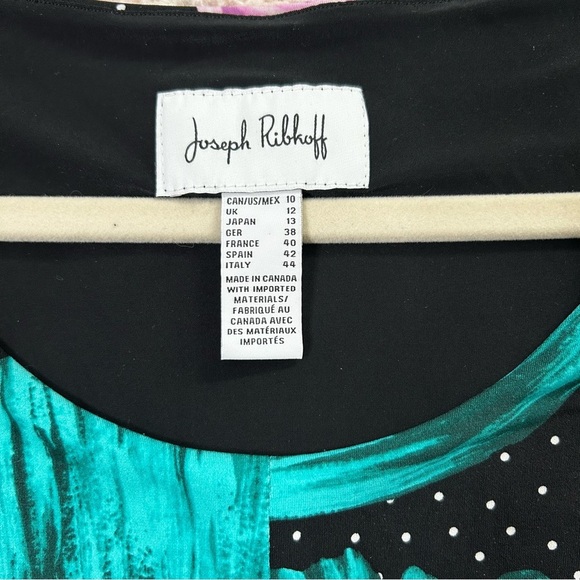 Joseph Ribkoff
CAN/US/MEX 10
UK 12
JAPAN 13
GER 38
FRANCE 40
SPAIN 42
ITALY 44
MADE IN CANADA
WITH IMPORTED
MATERIALS/
FABRIQUÉ AU
CANADA AVEC
DES MATÉRIAUX
IMPORTÉS